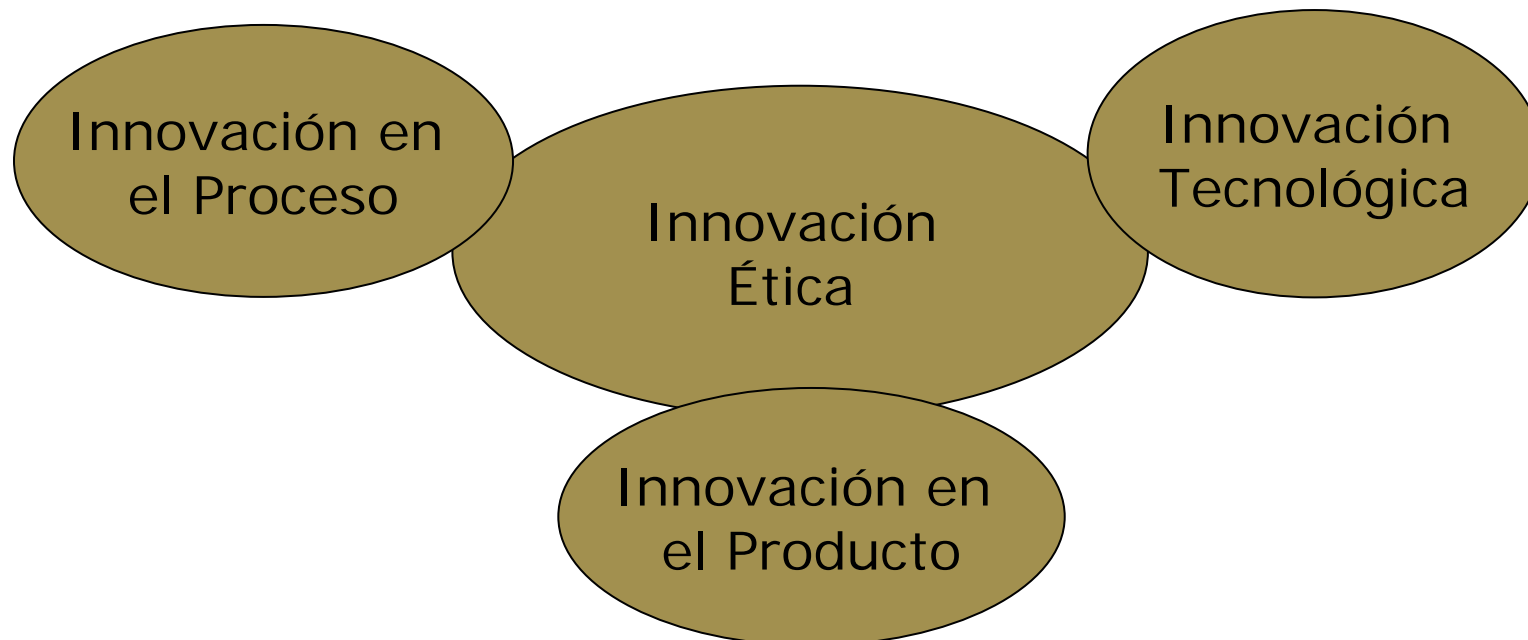 Innovación en
el Proceso
Innovación
Ética
Innovación
Tecnológica
Innovación en
el Producto